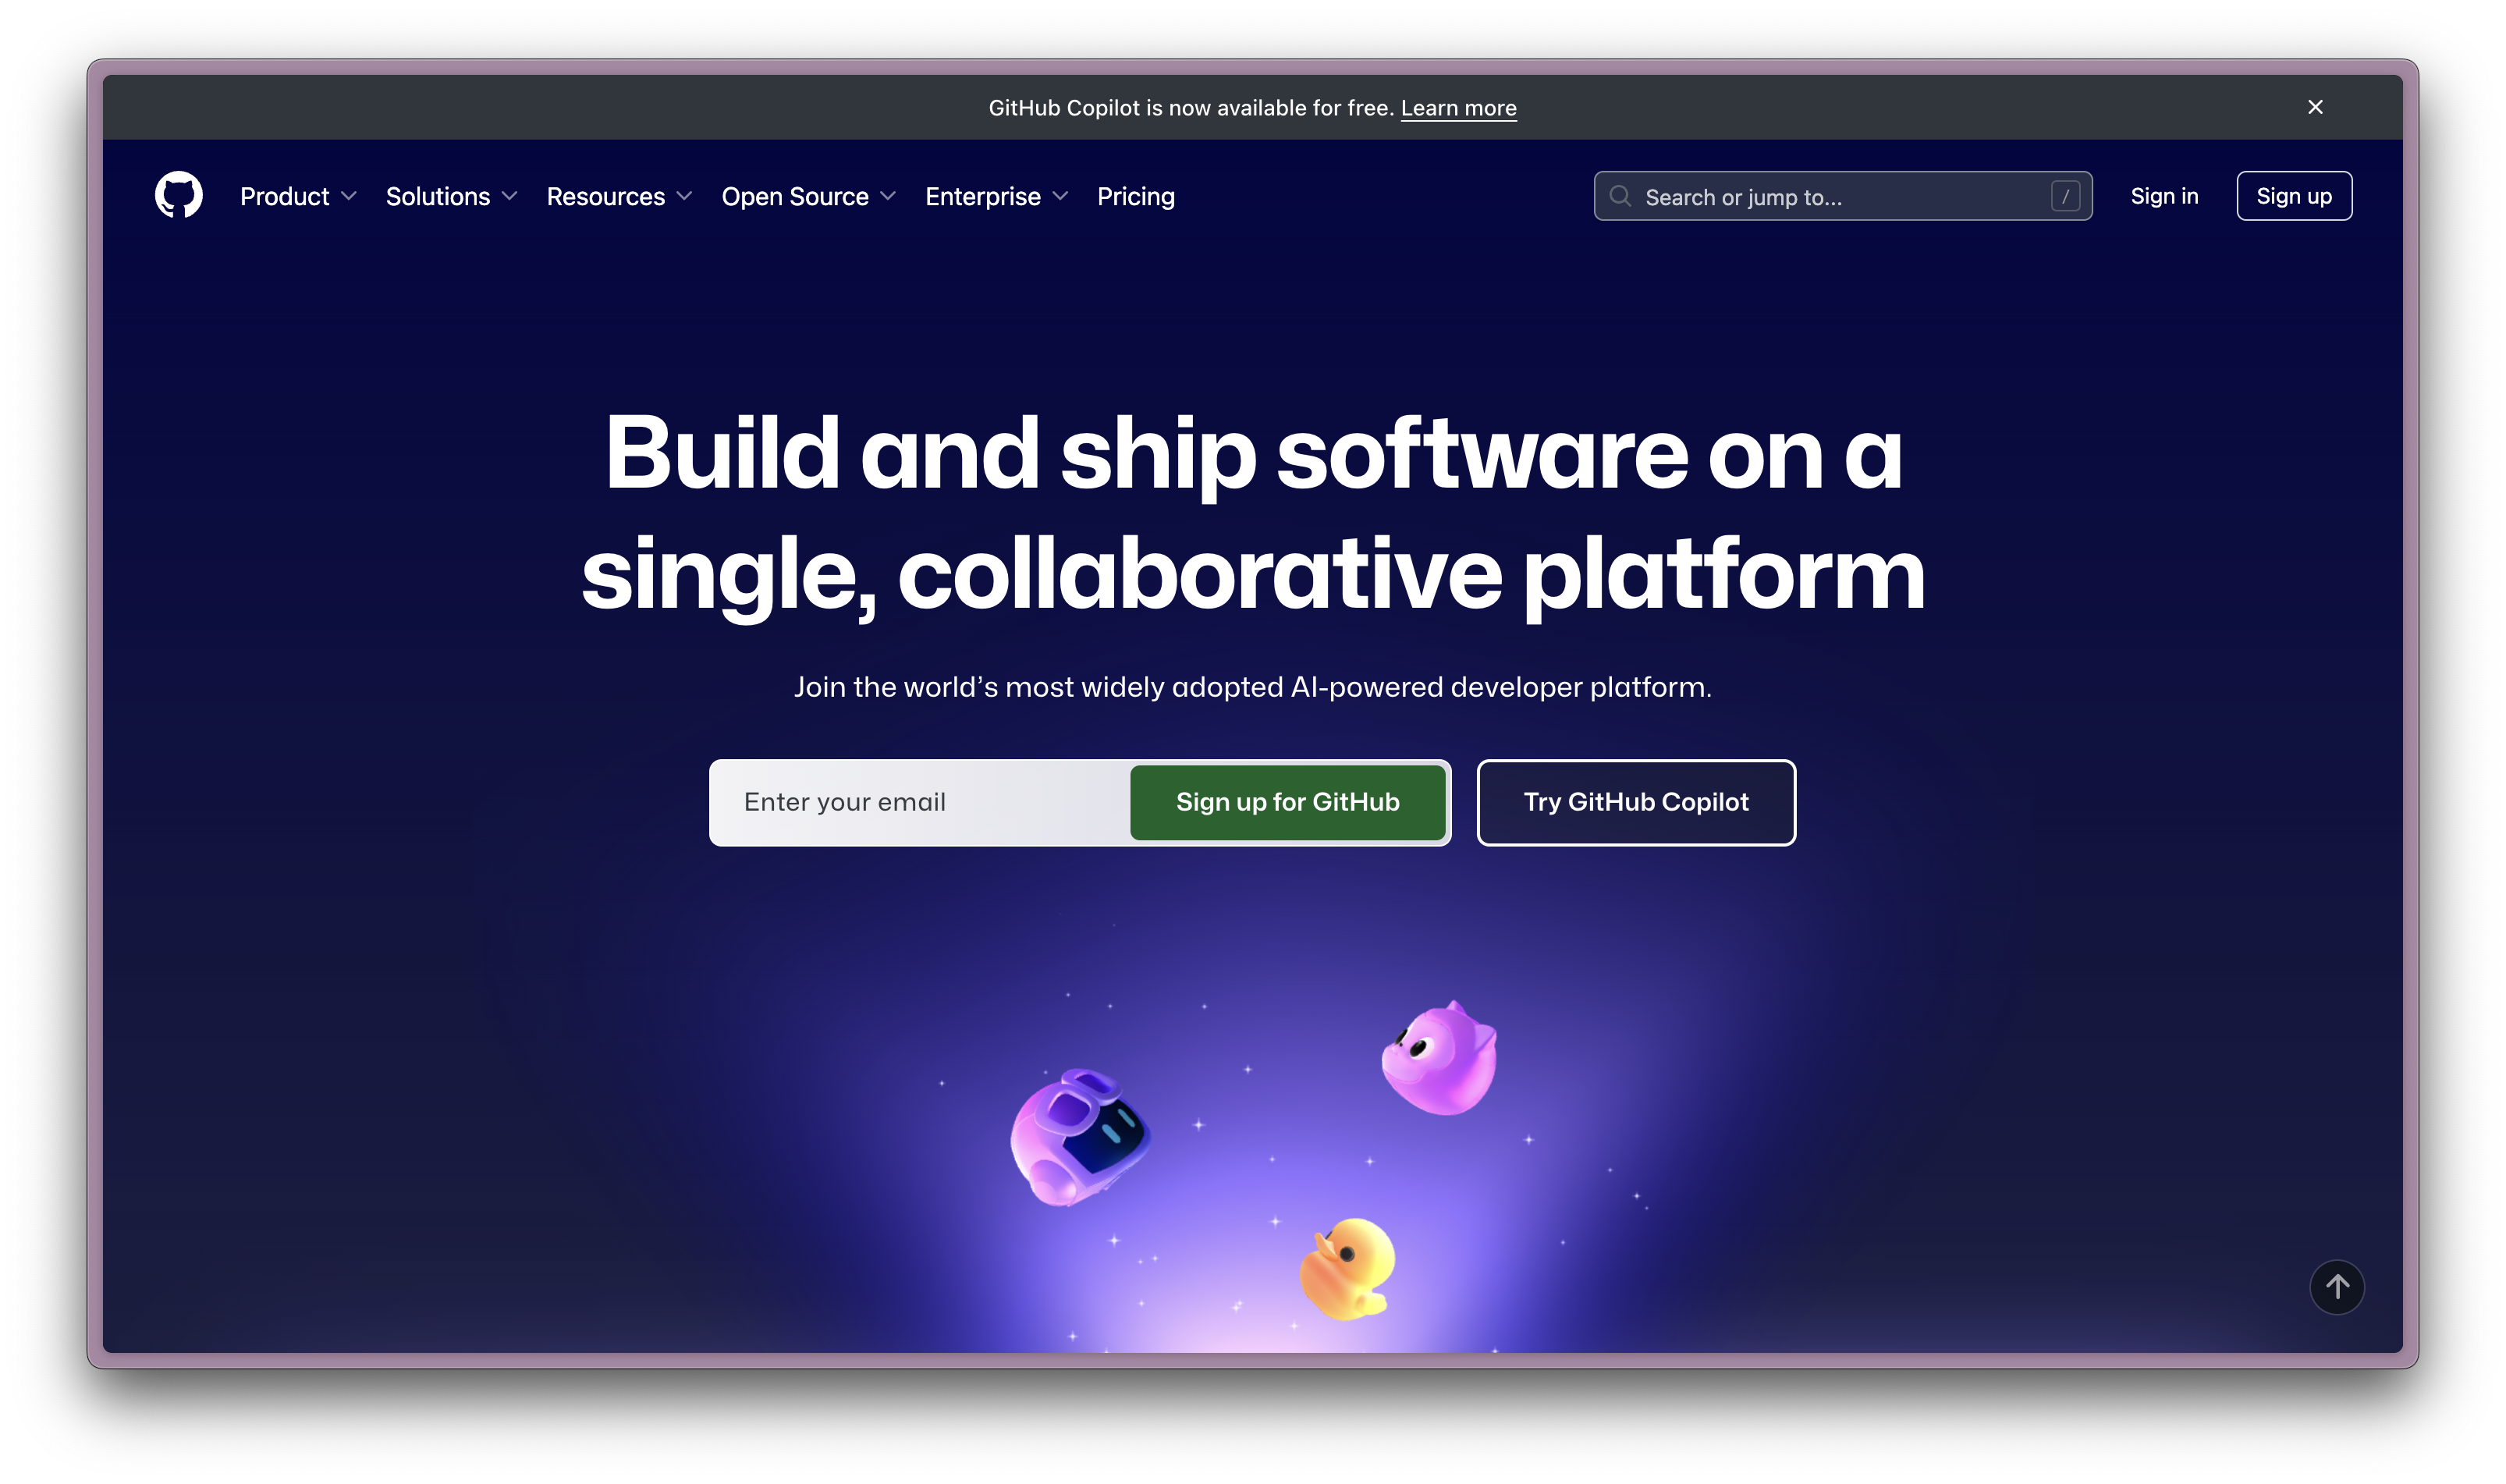 GitHub Copilot is now available for free. Learn more
Product Solutions Resources Open Source Enterprise Pricing Search or jump to... / Sign in Sign up
Build and ship software on a
single, collaborative platform
Join the world’s most widely adopted AI-powered developer platform.
Enter your email Sign up for GitHub Try GitHub Copilot